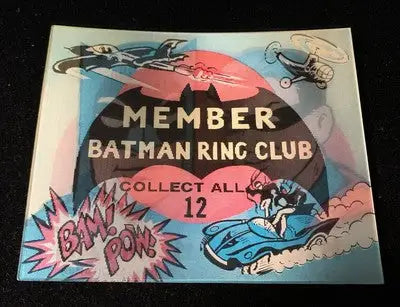 MEMBER
BATMAN RING CLUB
COLLECT ALL
12
BAM!
POW!